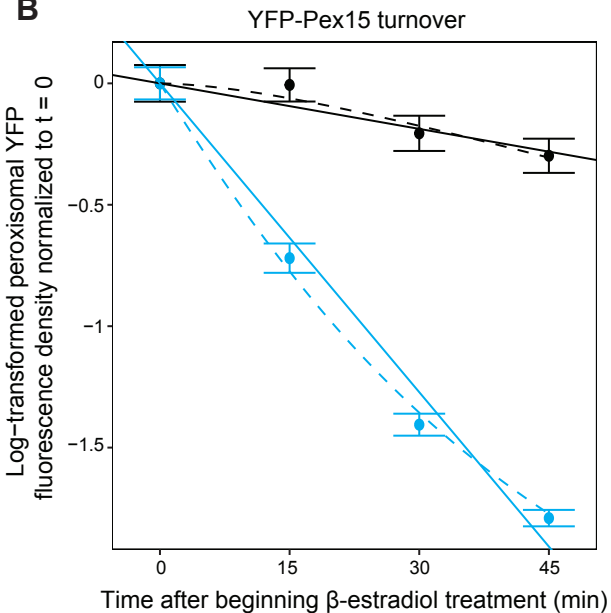 B
YFP-Pex15 turnover
Log−transformed peroxisomal YFP
fluorescence density normalized to t = 0
0
−0.5
−1
−1.5
0 15 30 45
Time after beginning β-estradiol treatment (min)